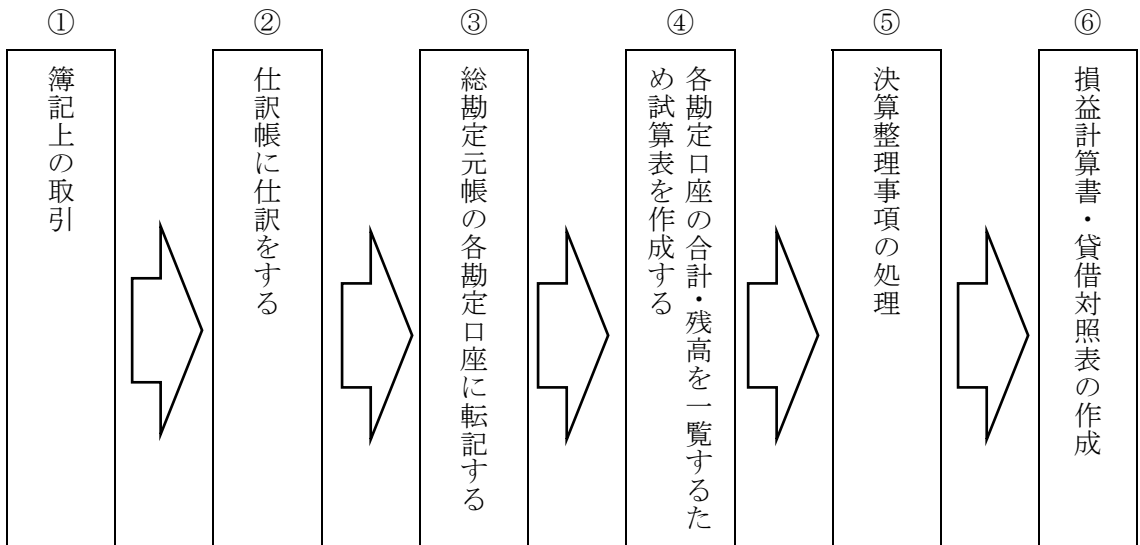 ①
簿記上の取引
②
仕訳帳に仕訳をする
③
総勘定元帳の各勘定口座に転記する
④
各勘定口座の合計・残高を一覧するた
め試算表を作成する
⑤
決算整理事項の処理
⑥
損益計算書・貸借対照表の作成